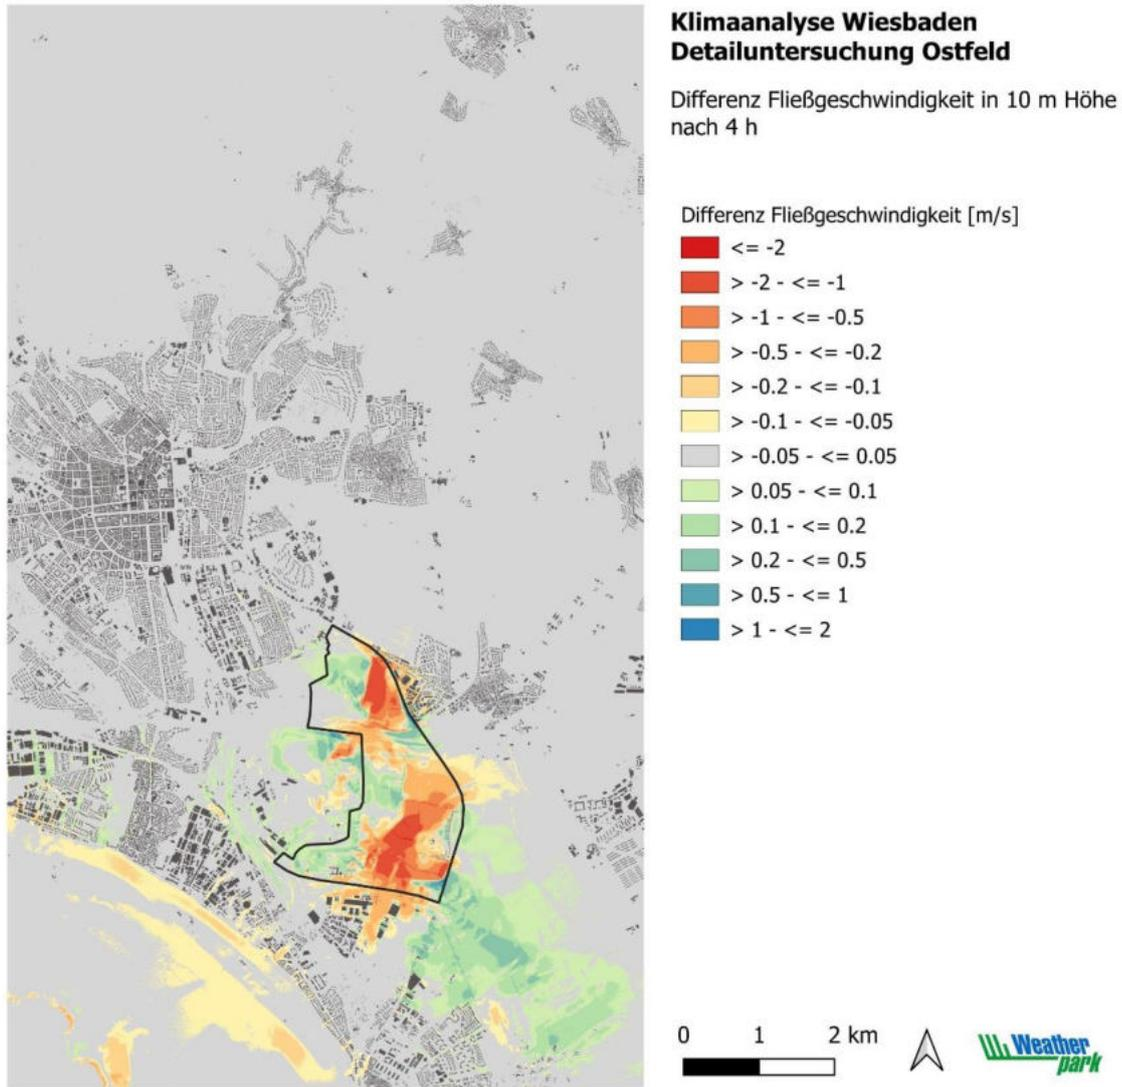 Klimaanalyse Wiesbaden
Detailuntersuchung Ostfeld
Differenz Fließgeschwindigkeit in 10 m Höhe
nach 4 h
Differenz Fließgeschwindigkeit [m/s]
<= -2
> -2 - <= -1
> -1 - <= -0.5
> -0.5 - <= -0.2
> -0.2 - <= -0.1
> -0.1 - <= -0.05
> -0.05 - <= 0.05
> 0.05 - <= 0.1
> 0.1 - <= 0.2
> 0.2 - <= 0.5
> 0.5 - <= 1
> 1 - <= 2
0 1 2 km
Weather
park